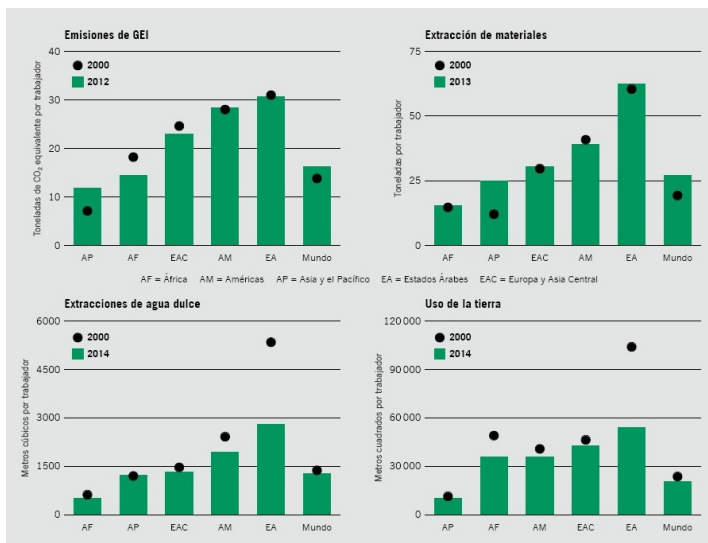 Emisiones de GEI
Toneladas de CO₂ equivalente por trabajador
40
30
20
10
0
2000
2012
AP AF EAC AM EA Mundo
Extracción de materiales
Toneladas por trabajador
75
50
25
0
2000
2013
AF AP EAC AM EA Mundo
AF = África AM = Américas AP = Asia y el Pacífico EA = Estados Árabes EAC = Europa y Asia Central
Extracciones de agua dulce
Metros cúbicos por trabajador
6000
4500
3000
1500
0
2000
2014
AF AP EAC AM EA Mundo
Uso de la tierra
Metros cuadrados por trabajador
120 000
90 000
60 000
30 000
0
2000
2014
AP AF AM EAC EA Mundo